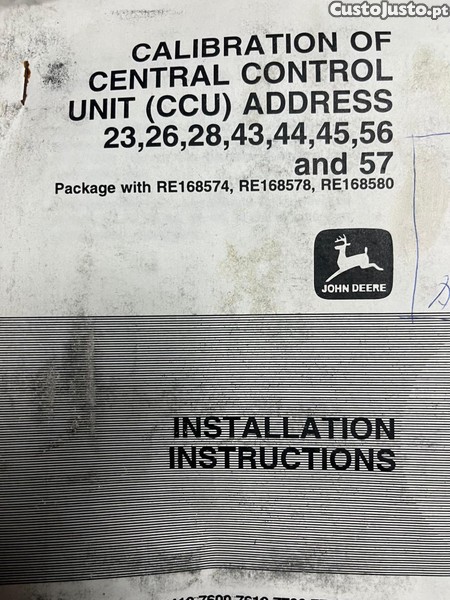 CustoJusto.pt
CALIBRATION OF
CENTRAL CONTROL
UNIT (CCU) ADDRESS
23,26,28,43,44,45,56
and 57
Package with RE168574, RE168578, RE168580
JOHN DEERE
INSTALLATION
INSTRUCTIONS